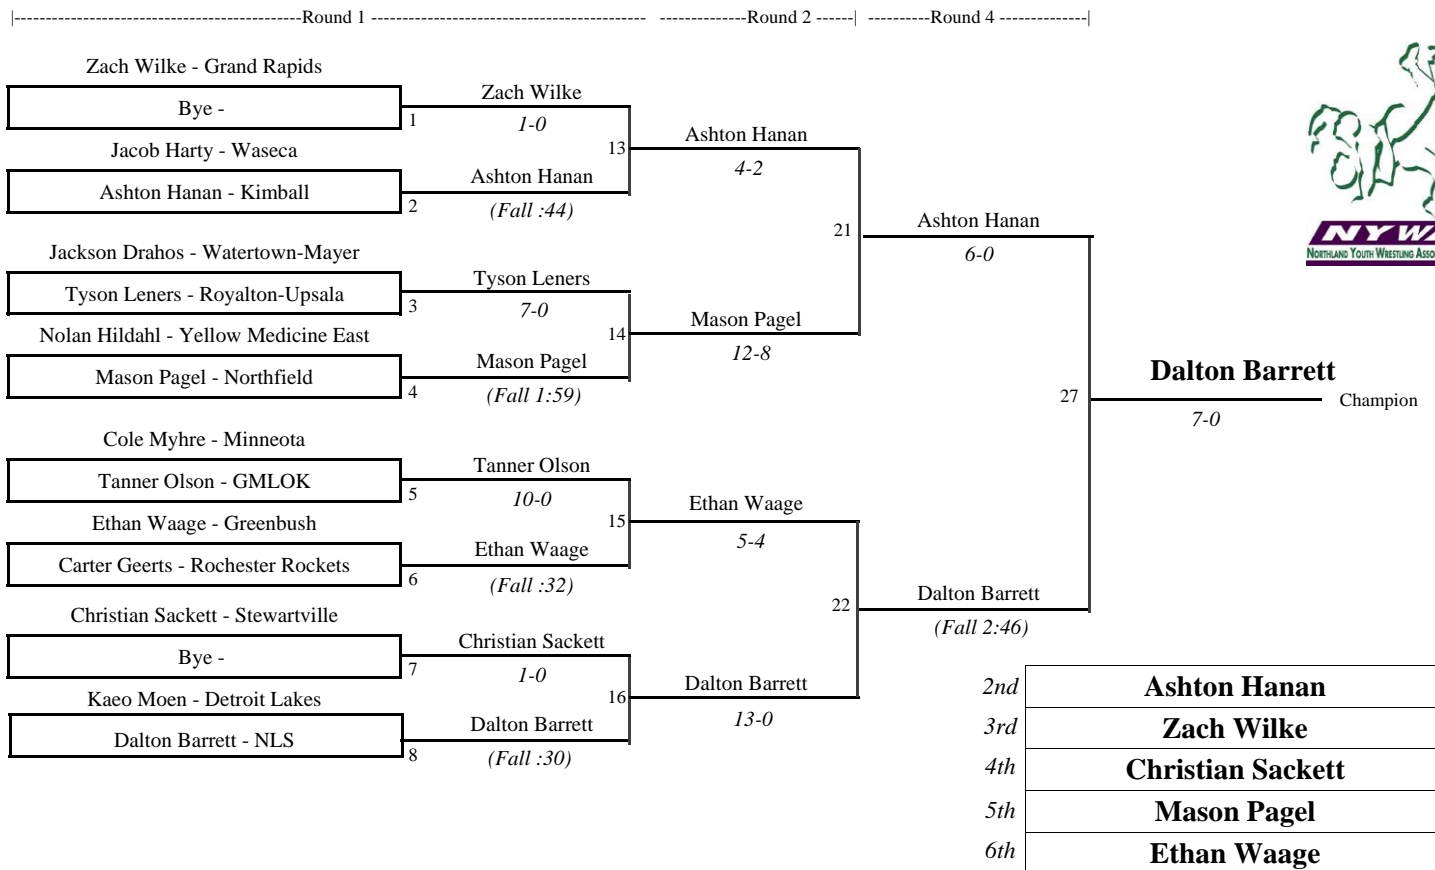 |----------------------------------------------Round 1 -------------------------------------------- --------------Round 2 ------| ----------Round 4 --------------|
Zach Wilke - Grand Rapids
Bye -
1
Jacob Harty - Waseca
Ashton Hanan - Kimball
2
Jackson Drahos - Watertown-Mayer
Tyson Leners - Royalton-Upsala
3
Nolan Hildahl - Yellow Medicine East
Mason Pagel - Northfield
4
Cole Myhre - Minneota
Tanner Olson - GMLOK
5
Ethan Waage - Greenbush
Carter Geerts - Rochester Rockets
6
Christian Sackett - Stewartville
Bye -
7
Kaeo Moen - Detroit Lakes
Dalton Barrett - NLS
8
Zach Wilke
1-0
13
Ashton Hanan
(Fall :44)
Tyson Leners
7-0
14
Mason Pagel
(Fall 1:59)
Tanner Olson
10-0
15
Ethan Waage
(Fall :32)
Christian Sackett
1-0
16
Dalton Barrett
(Fall :30)
Ashton Hanan
4-2
21
Mason Pagel
12-8
Ethan Waage
5-4
22
Dalton Barrett
13-0
Ashton Hanan
6-0
27
Dalton Barrett
(Fall 2:46)
Dalton Barrett
Champion
7-0
NYW
NORTHLAND YOUTH WRESTLING
2nd Ashton Hanan
3rd Zach Wilke
4th Christian Sackett
5th Mason Pagel
6th Ethan Waage